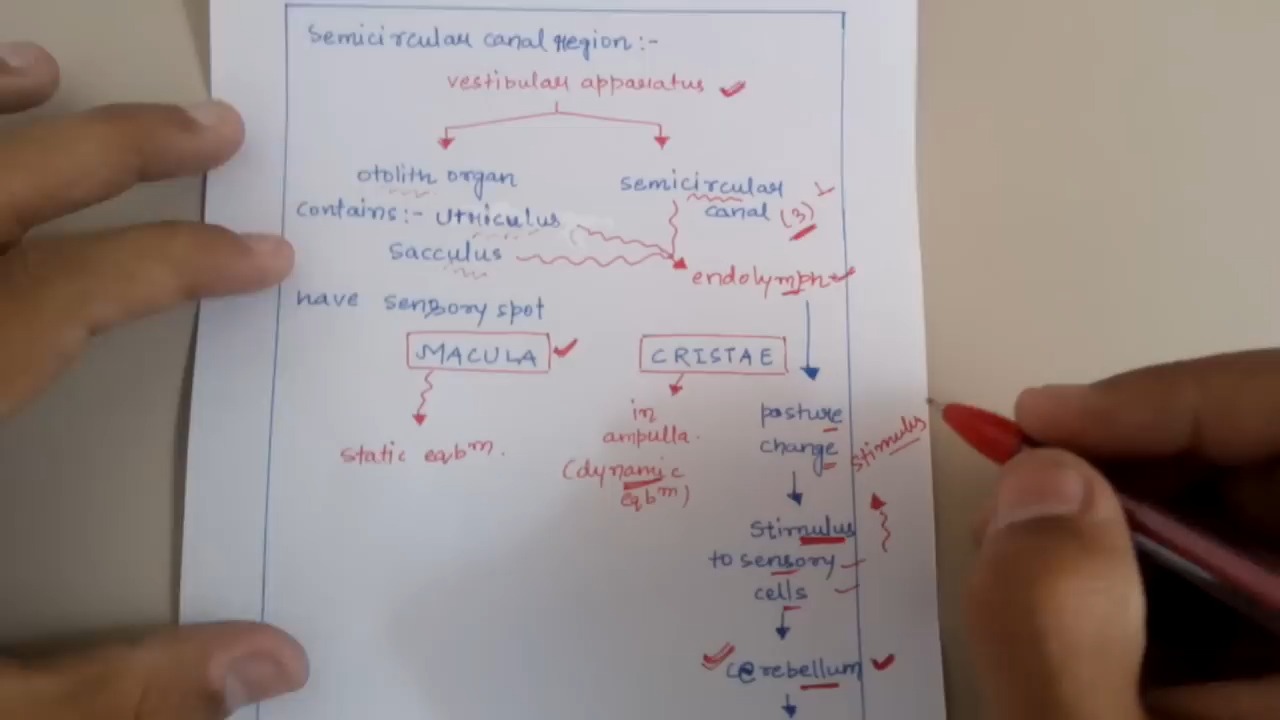 Semicircular canal region :-
vestibular apparatus
otolith organ
semicircular
canal (3)
contains:- Utriculus
Sacculus
endolymph
have sensory spot
MACULA
CRISTAE
static eqbm.
in
ampulla.
(dynamic
eqbm)
posture
change
stimulus
Stimulus
to sensory
cells
cerebellum